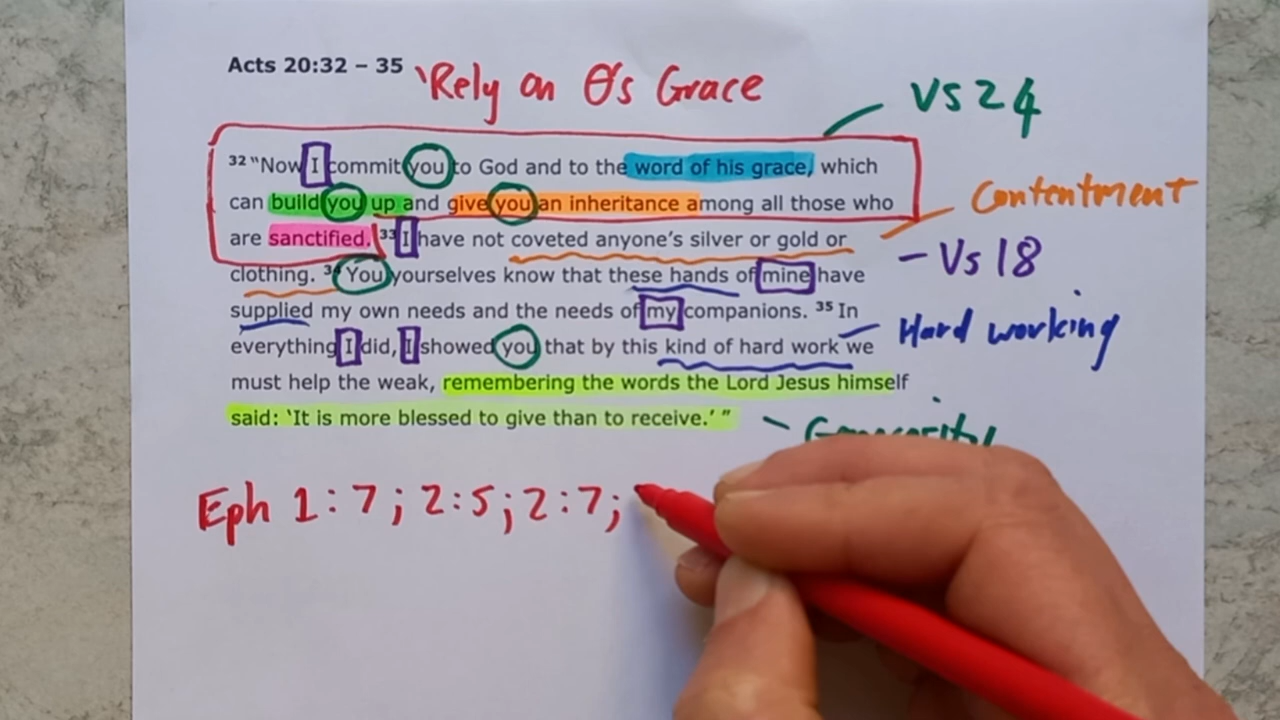 Acts 20:32 – 35
'Rely on θ's Grace
Vs 24
³² “Now I commit you to God and to the word of his grace, which
can build you up and give you an inheritance among all those who
Contentment
are sanctified. ³³ I have not coveted anyone’s silver or gold or
- Vs 18
clothing. ³⁴ You yourselves know that these hands of mine have
supplied my own needs and the needs of my companions. ³⁵ In
Hard working
everything I did, I showed you that by this kind of hard work we
must help the weak, remembering the words the Lord Jesus himself
said: ‘It is more blessed to give than to receive.’ ”
- Generosity
Eph 1:7; 2:5; 2:7;